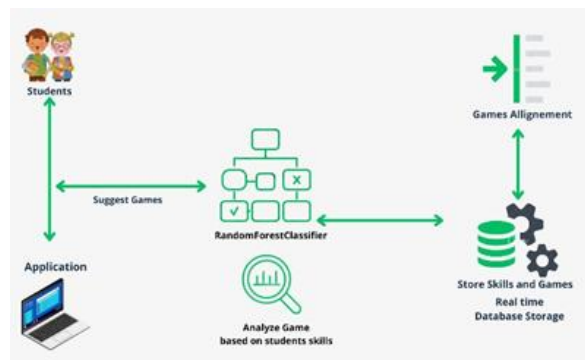 Students
Games Allignement
Suggest Games
RandomForestClassifier
Application
Store Skills and Games
Real time
Database Storage
Analyze Game
based on students skills